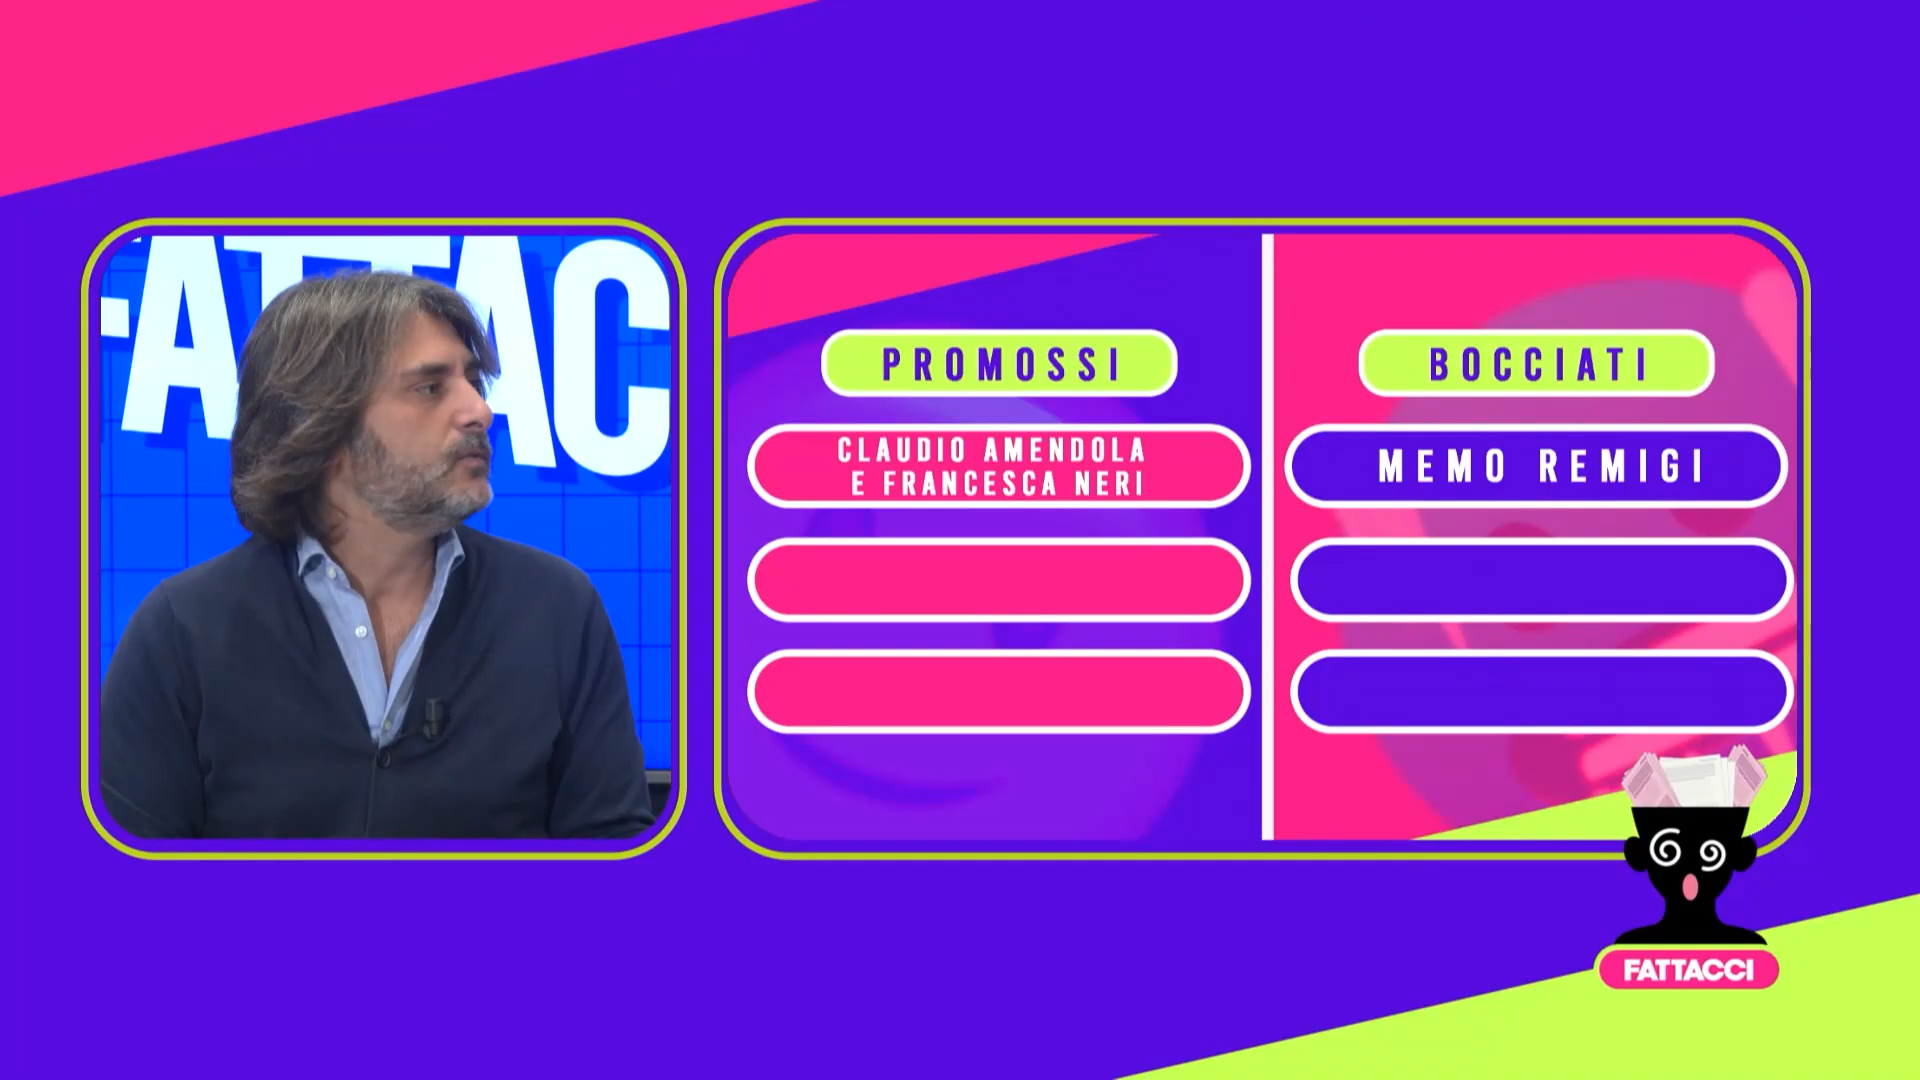 FATTAC
PROMOSSI
CLAUDIO AMENDOLA
E FRANCESCA NERI
BOCCIATI
MEMO REMIGI
FATTACCI